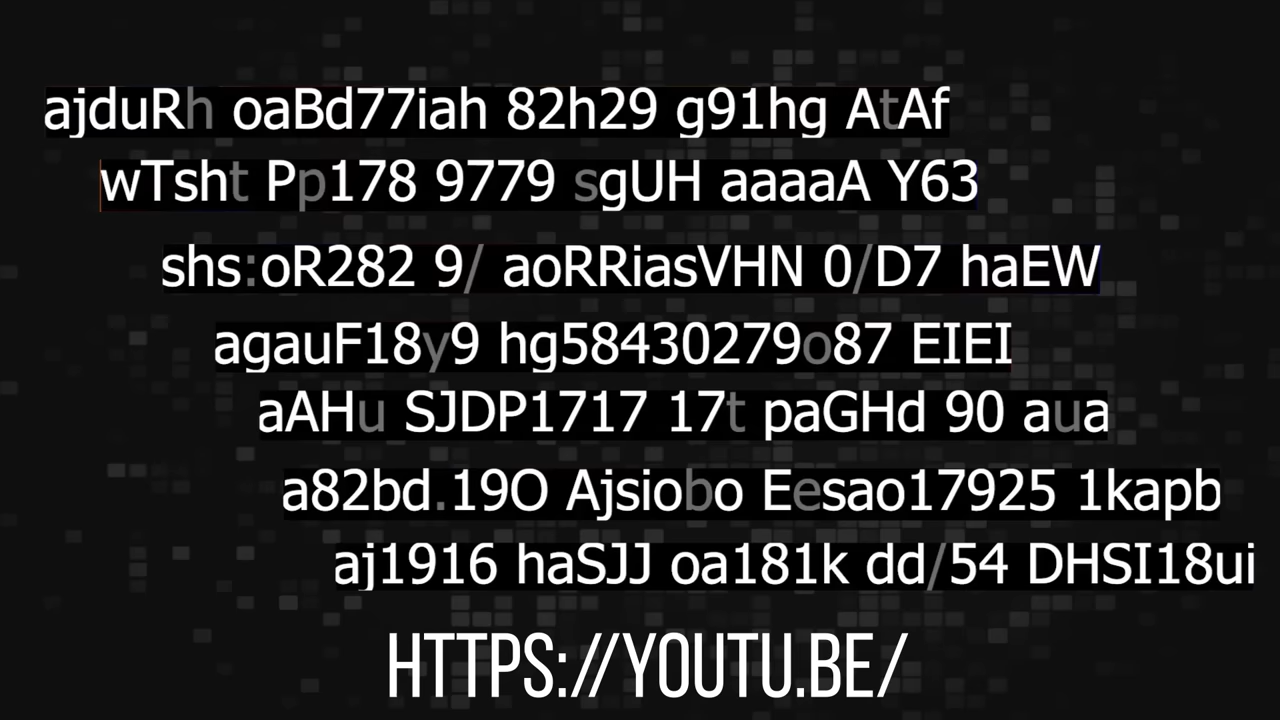 ajduRh oaBd77iah 82h29 g91hg AtAf
wTsht Pp178 9779 sgUH aaaaA Y63
shs:oR282 9/ aoRRiasVHN 0/D7 haEW
agauF18y9 hg58430279o87 EIEI
aAHu SJDP1717 17t paGHd 90 aua
a82bd.19O Ajsiobo Eesao17925 1kapb
aj1916 haSJJ oa181k dd/54 DHSI18ui
HTTPS://YOUTU.BE/